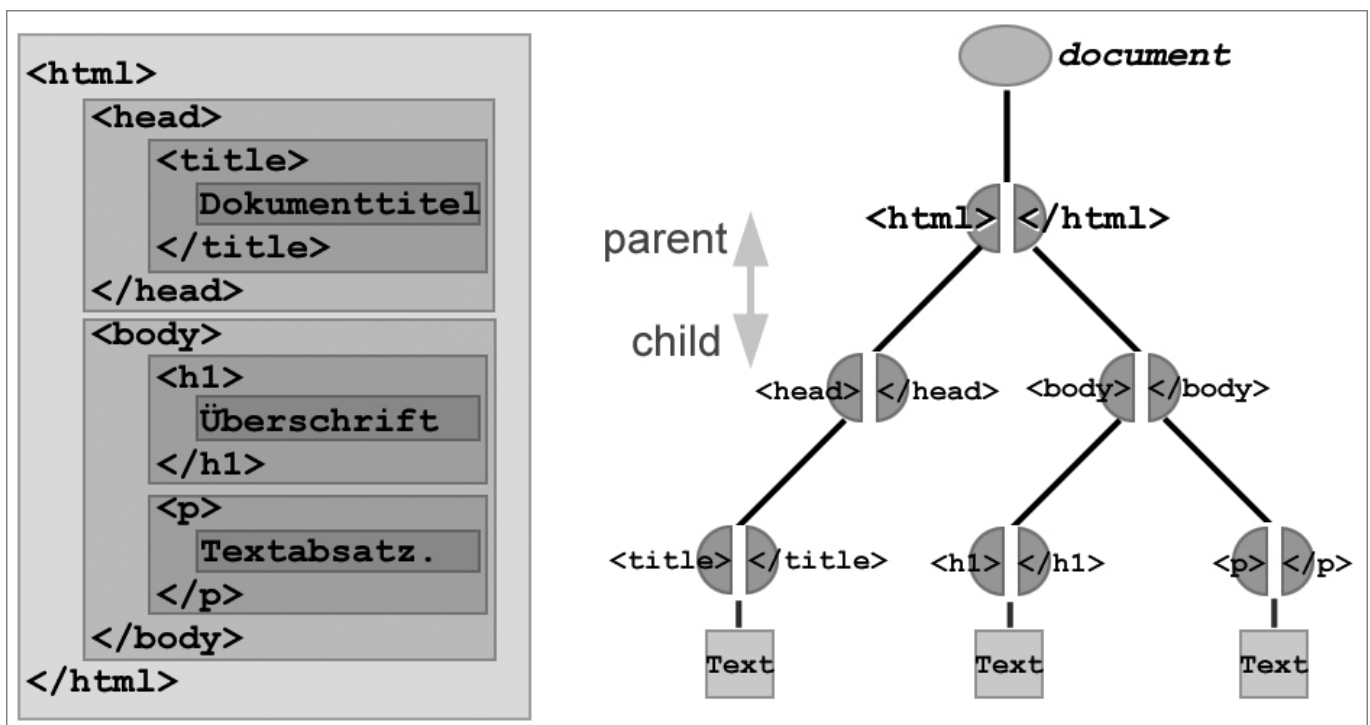 <html>
<head>
<title>
Dokumenttitel
</title>
</head>
<body>
<h1>
Überschrift
</h1>
<p>
Textabsatz.
</p>
</body>
</html>
document
<html> </html>
parent
child
<head> </head> <body> </body>
<title> </title> <h1> </h1> <p> </p>
Text Text Text